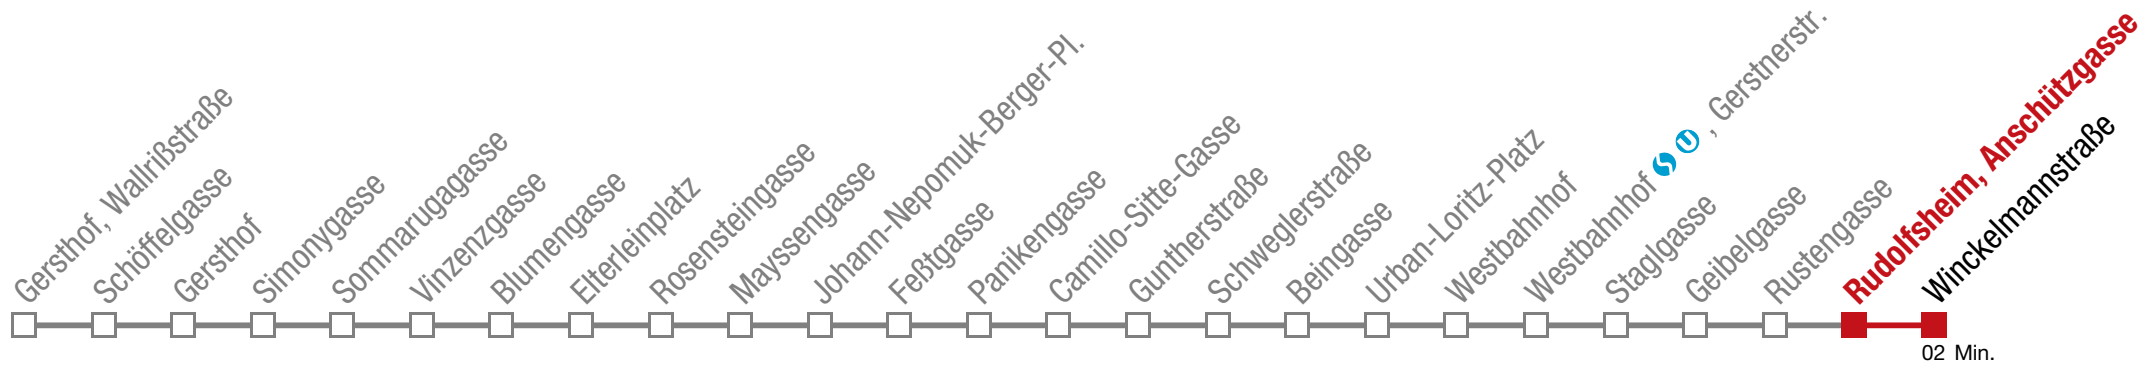 Gersthof, Wallrißstraße
Schöffelgasse
Gersthof
Simonygasse
Sommarugagasse
Vinzenzgasse
Blumengasse
Elterleinplatz
Rosensteingasse
Mayssengasse
Johann-Nepomuk-Berger-Pl.
Feßtgasse
Panikengasse
Camillo-Sitte-Gasse
Guntherstraße
Schweglerstraße
Beingasse
Urban-Loritz-Platz
Westbahnhof
Westbahnhof S U , Gerstnerstr.
Staglgasse
Geibelgasse
Rustengasse
Rudolfsheim, Anschützgasse
Winckelmannstraße
02 Min.